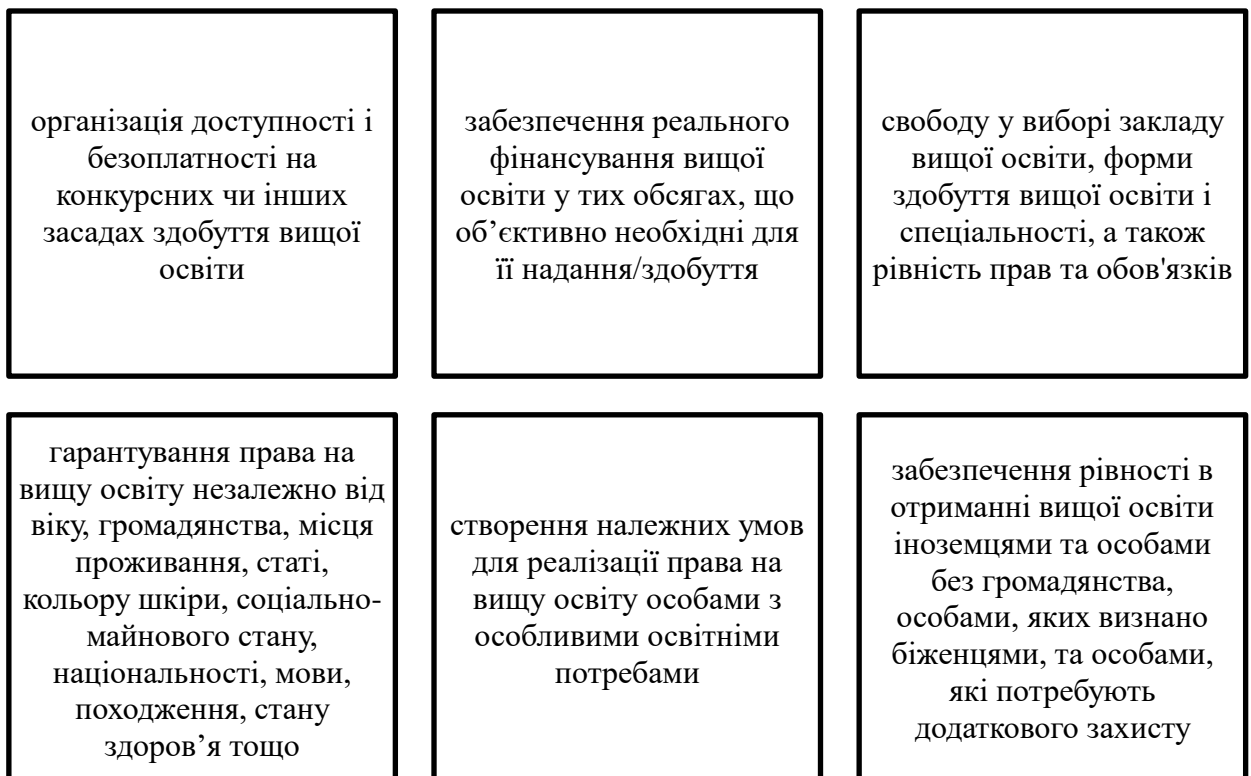 організація доступності і
безоплатності на
конкурсних чи інших
засадах здобуття вищої
освіти
забезпечення реального
фінансування вищої
освіти у тих обсягах, що
об’єктивно необхідні для
її надання/здобуття
свободу у виборі закладу
вищої освіти, форми
здобуття вищої освіти і
спеціальності, а також
рівність прав та обов'язків
гарантування права на
вищу освіту незалежно від
віку, громадянства, місця
проживання, статі,
кольору шкіри, соціально-
майнового стану,
національності, мови,
походження, стану
здоров’я тощо
створення належних умов
для реалізації права на
вищу освіту особами з
особливими освітніми
потребами
забезпечення рівності в
отриманні вищої освіти
іноземцями та особами
без громадянства,
особами, яких визнано
біженцями, та особами,
які потребують
додаткового захисту